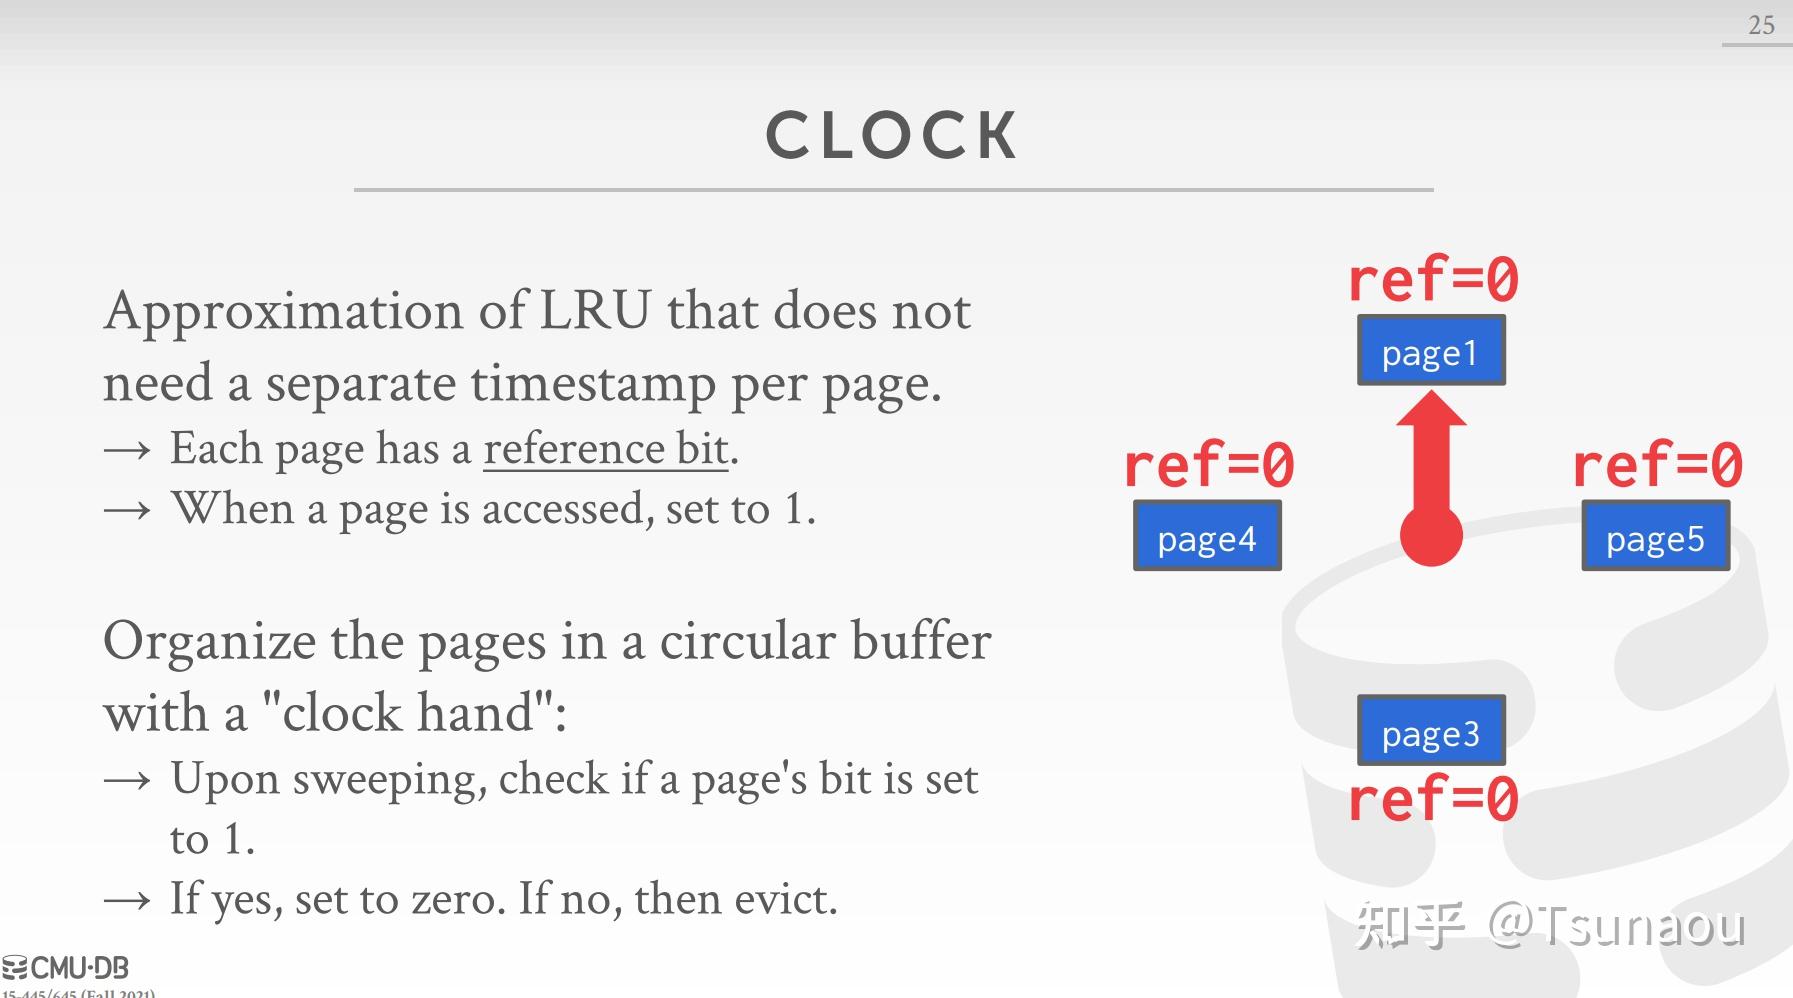 25
CLOCK
Approximation of LRU that does not
need a separate timestamp per page.
→ Each page has a reference bit.
→ When a page is accessed, set to 1.
Organize the pages in a circular buffer
with a "clock hand":
→ Upon sweeping, check if a page's bit is set
to 1.
→ If yes, set to zero. If no, then evict.
ref=0
page1
ref=0
page4
ref=0
page5
page3
ref=0
知乎 @Tsunaou
CMU·DB
15-445/645 (Fall 2021)